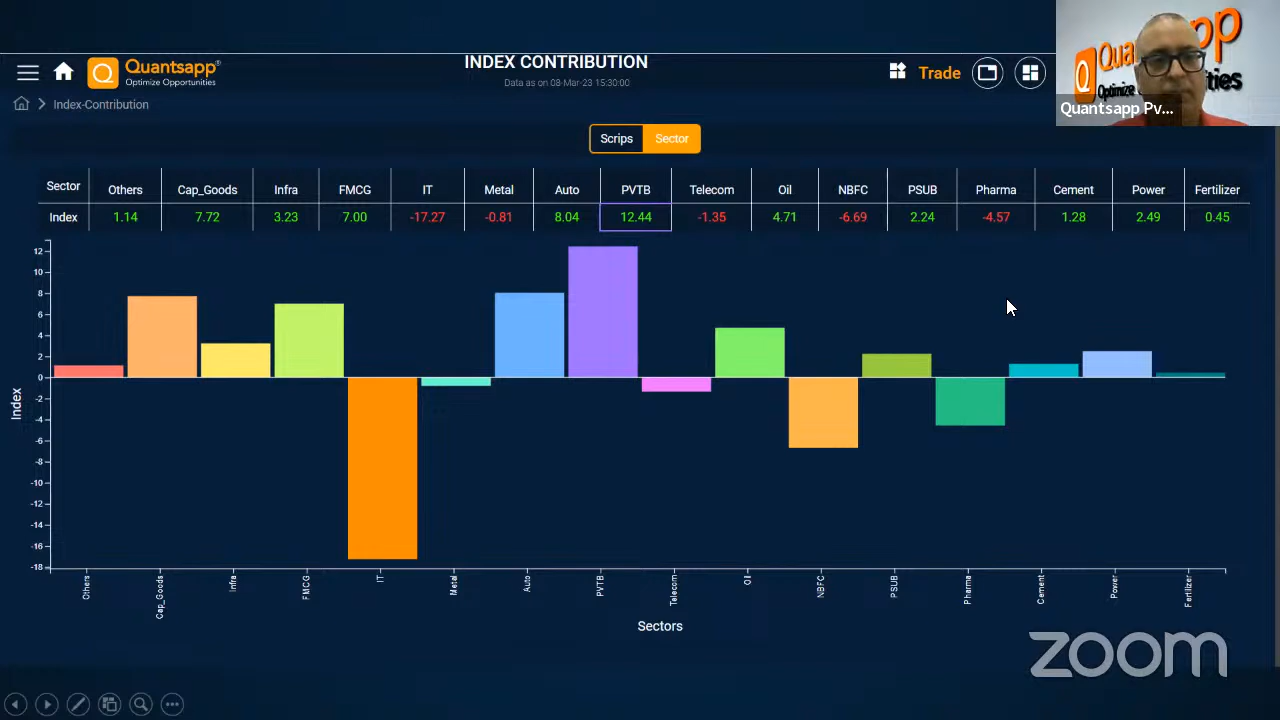 Quantsapp®
Optimize Opportunities
INDEX CONTRIBUTION
Data as on 08-Mar-23 15:30:00
Trade
Quantsapp Pv...
Index-Contribution
Scrips Sector
Sector Others Cap_Goods Infra FMCG IT Metal Auto PVTB Telecom Oil NBFC PSUB Pharma Cement Power Fertilizer
Index 1.14 7.72 3.23 7.00 -17.27 -0.81 8.04 12.44 -1.35 4.71 -6.69 2.24 -4.57 1.28 2.49 0.45
12
10
8
6
4
2
0
-2
-4
-6
-8
-10
-12
-14
-16
-18
Index
Others Cap_Goods Infra FMCG IT Metal Auto PVTB Telecom Oil NBFC PSUB Pharma Cement Power Fertilizer
Sectors
zoom